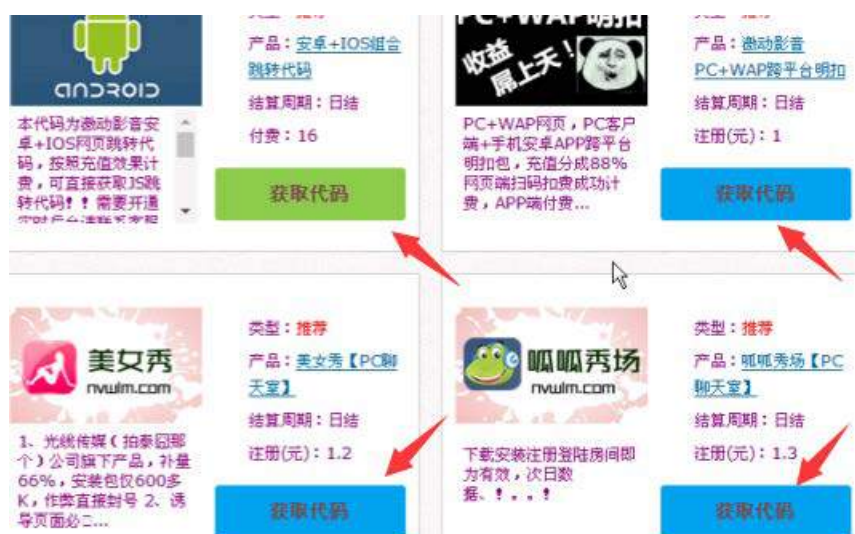 android
产品：安卓+IOS组合
跳转代码
结算周期：日结
付费：16
本代码为激动影音安
卓+IOS网页跳转代
码，按照充值效果计
费，可直接获取JS跳
转代码！！需要开通
获取代码
PC+WAP明扣
收益
屌上天！
产品：激动影音
PC+WAP跨平台明扣
结算周期：日结
注册(元)：1
PC+WAP网页，PC客户
端+手机安卓APP跨平台
明扣包，充值分成88%
网页端扫码扣费成功计
费，APP端付费...
获取代码
美女秀
nvwlm.com
类型：推荐
产品：美女秀【PC聊
天室】
结算周期：日结
注册(元)：1.2
1、光线传媒（拍泰囧那
个）公司旗下产品，补量
66%，安装包仅600多
K，作弊直接封号 2、诱
导页面必二...
获取代码
呱呱秀场
nvwlm.com
类型：推荐
产品：呱呱秀场【PC
聊天室】
结算周期：日结
注册(元)：1.3
下载安装注册登陆房间即
为有效，次日数
据、！。。！
获取代码